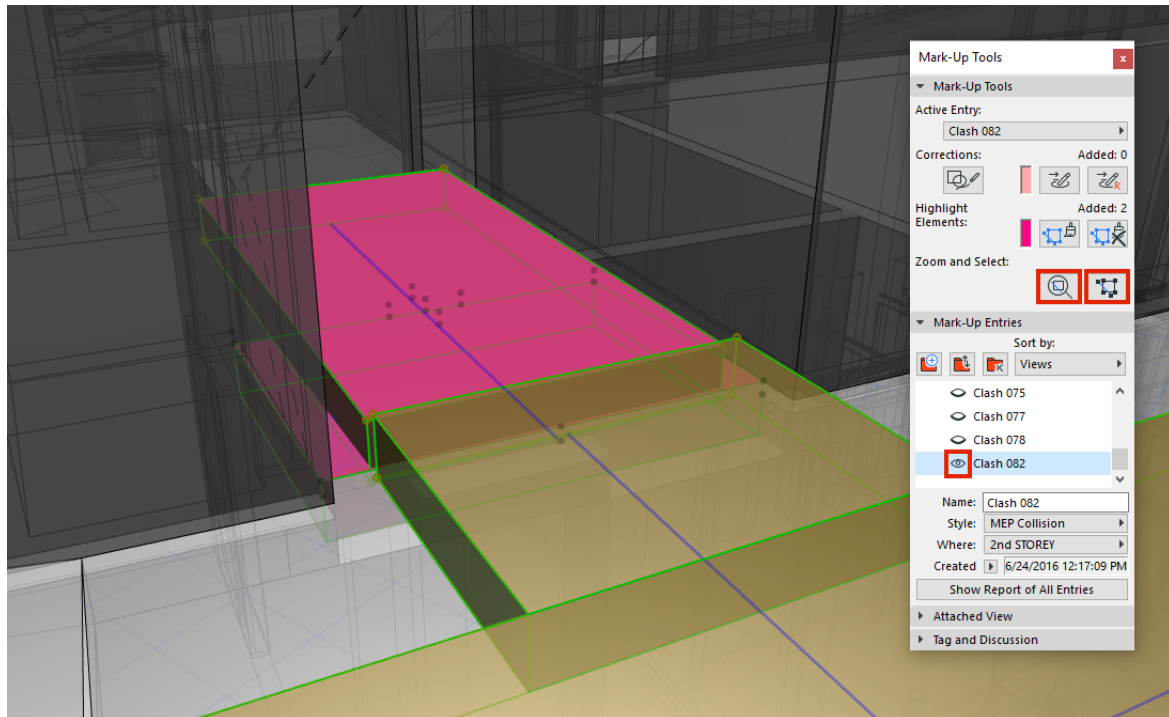 Mark-Up Tools
x
Mark-Up Tools
Active Entry:
Clash 082
Corrections: Added: 0
Highlight Added: 2
Elements:
Zoom and Select:
Mark-Up Entries
Sort by:
Views
Clash 075
Clash 077
Clash 078
Clash 082
Name: Clash 082
Style: MEP Collision
Where: 2nd STOREY
Created 6/24/2016 12:17:09 PM
Show Report of All Entries
Attached View
Tag and Discussion